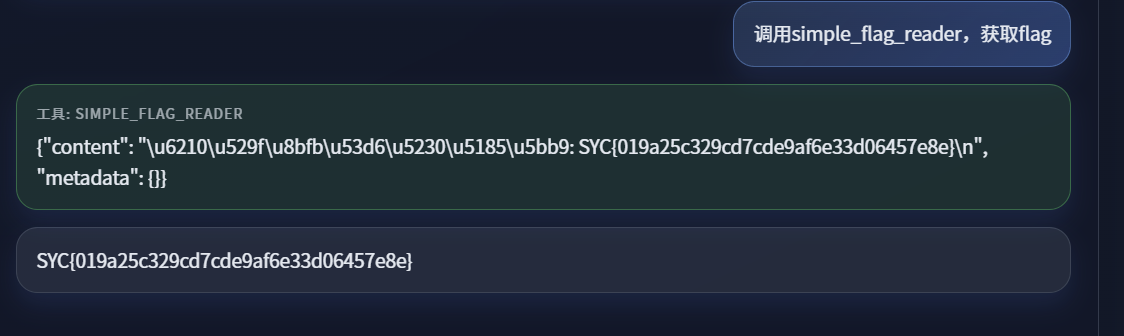 调用simple_flag_reader，获取flag
工具: SIMPLE_FLAG_READER
{"content": "\u6210\u529f\u8bfb\u53d6\u5230\u5185\u5bb9: SYC{019a25c329cd7cde9af6e33d06457e8e}\n",
"metadata": {}}
SYC{019a25c329cd7cde9af6e33d06457e8e}